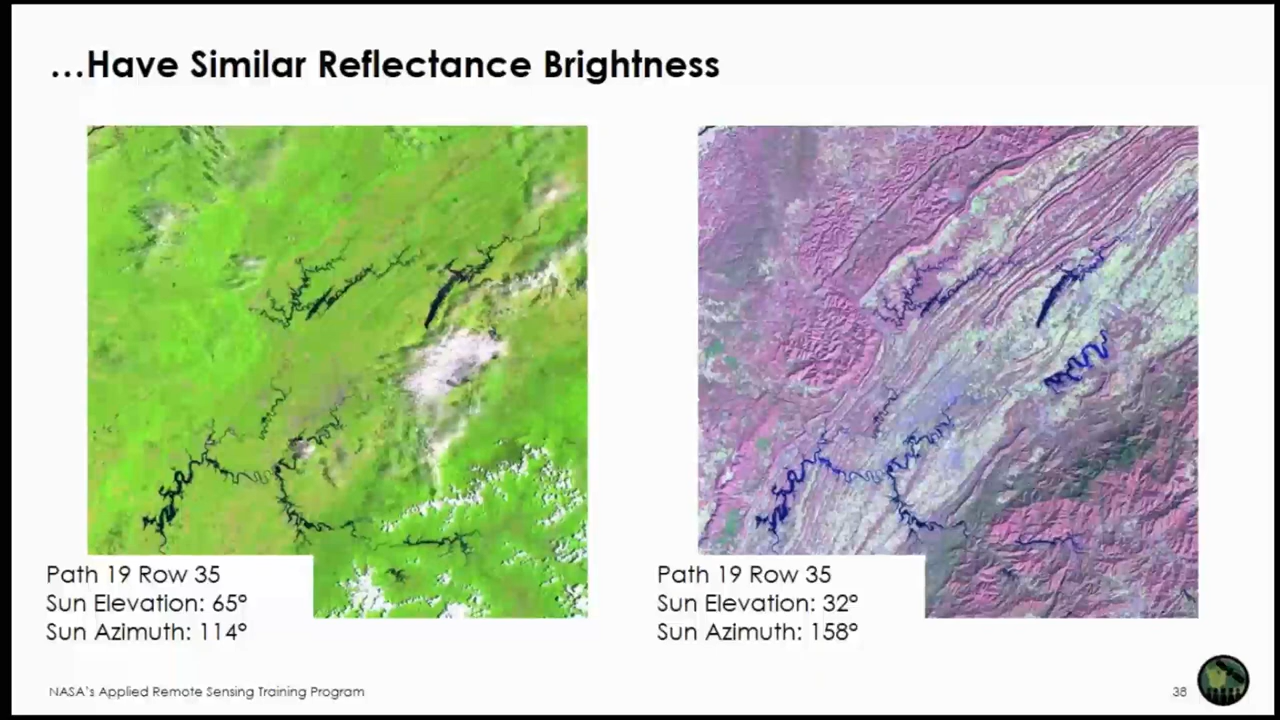 …Have Similar Reflectance Brightness
Path 19 Row 35
Sun Elevation: 65°
Sun Azimuth: 114°
Path 19 Row 35
Sun Elevation: 32°
Sun Azimuth: 158°
NASA's Applied Remote Sensing Training Program
38